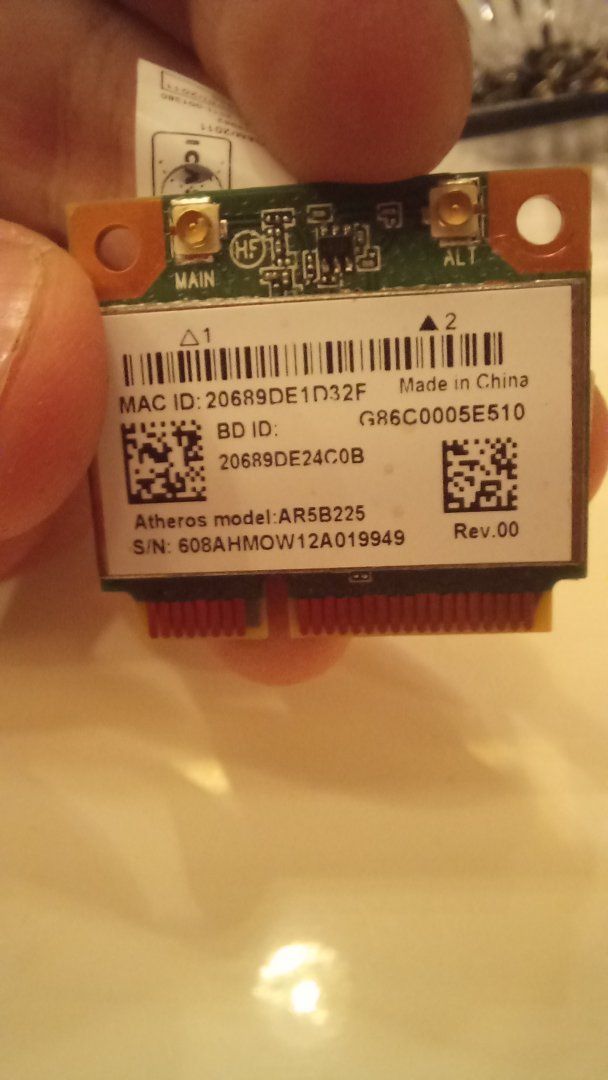 MAIN
H5
ALT
△1
▲2
MAC ID: 20689DE1D32F
Made in China
BD ID:
G86C0005E510
20689DE24C0B
Atheros model:AR5B225
S/N: 608AHMOW12A019949
Rev.00